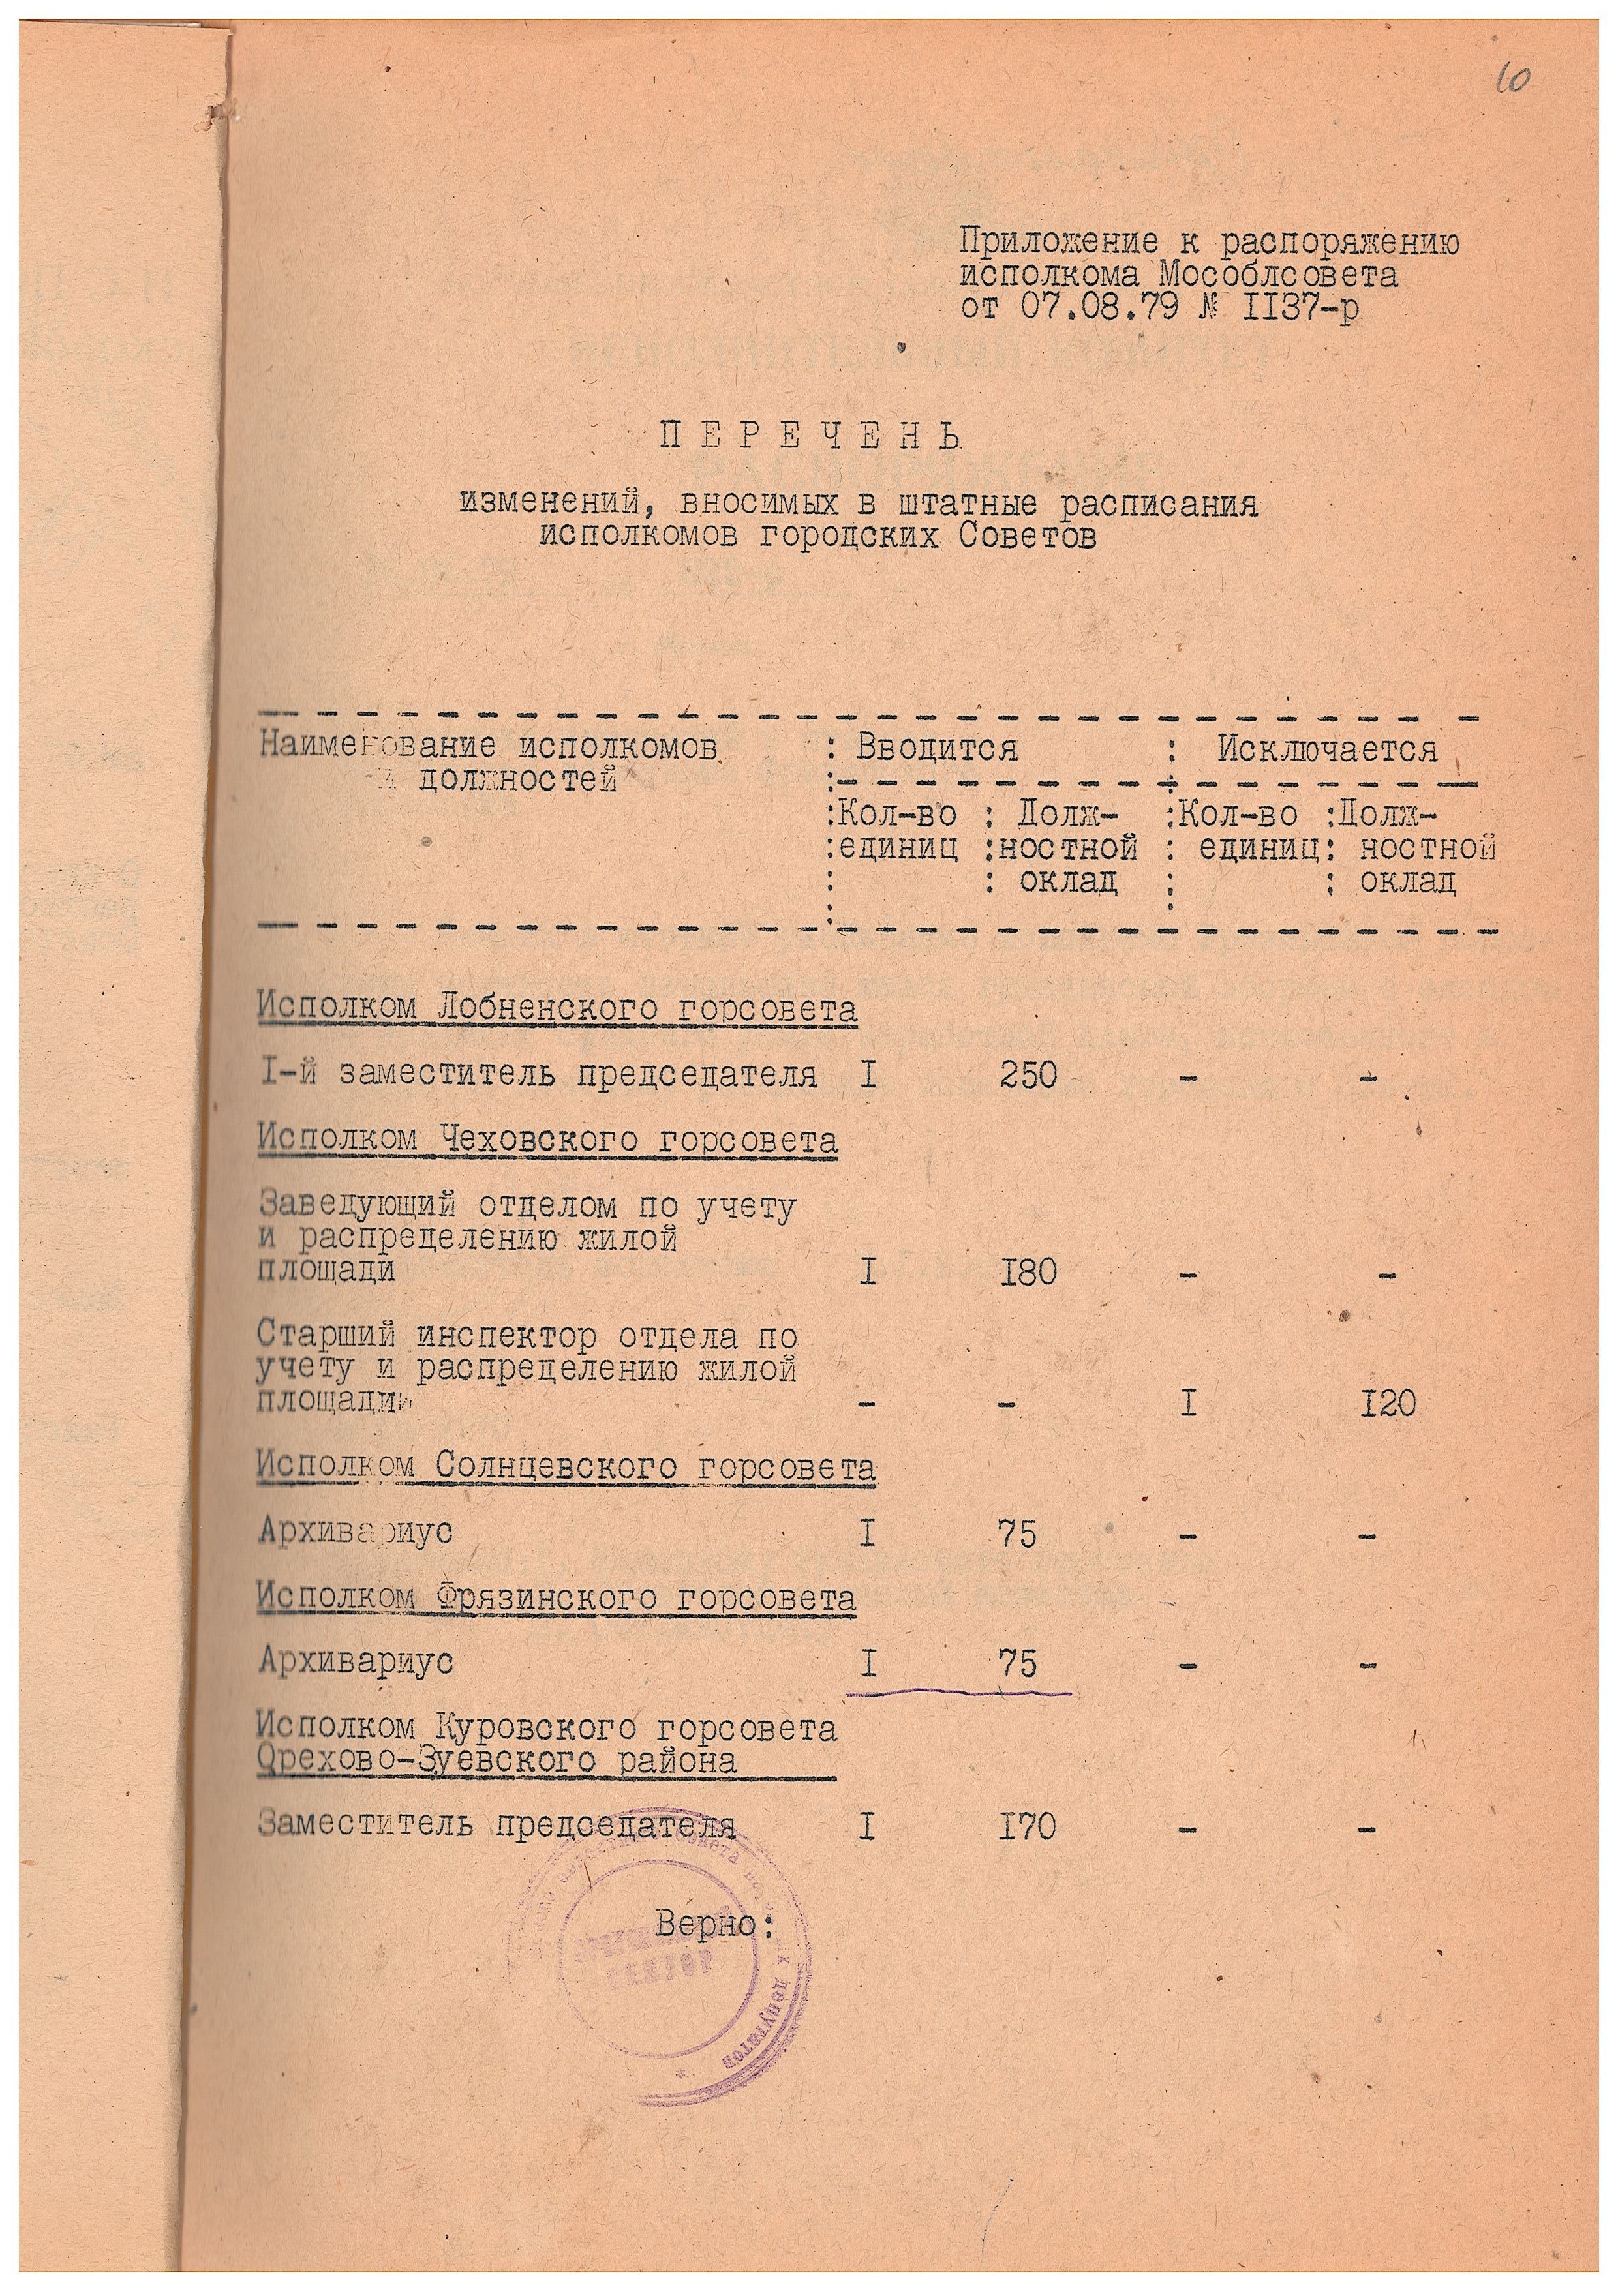 10
Приложение к распоряжению
исполкома Мособлсовета
от 07.08.79 № II37-р
ПЕРЕЧЕНЬ
изменений, вносимых в штатные расписания
исполкомов городских Советов
Наименование исполкомов : Вводится : Исключается
и должностей
:Кол-во : Долж- :Кол-во :Долж-
:единиц :ностной : единиц: ностной
: : оклад : : оклад
Исполком Лобненского горсовета
I-й заместитель председателя I 250 - -
Исполком Чеховского горсовета
Заведующий отделом по учету
и распределению жилой
площади I I80 - -
Старший инспектор отдела по
учету и распределению жилой
площади - - I I20
Исполком Солнцевского горсовета
Архивариус I 75 - -
Исполком Фрязинского горсовета
Архивариус I 75 - -
Исполком Куровского горсовета
Орехово-Зуевского района
Заместитель председателя I I70 - -
Верно:
СЕКТОР
депутатов